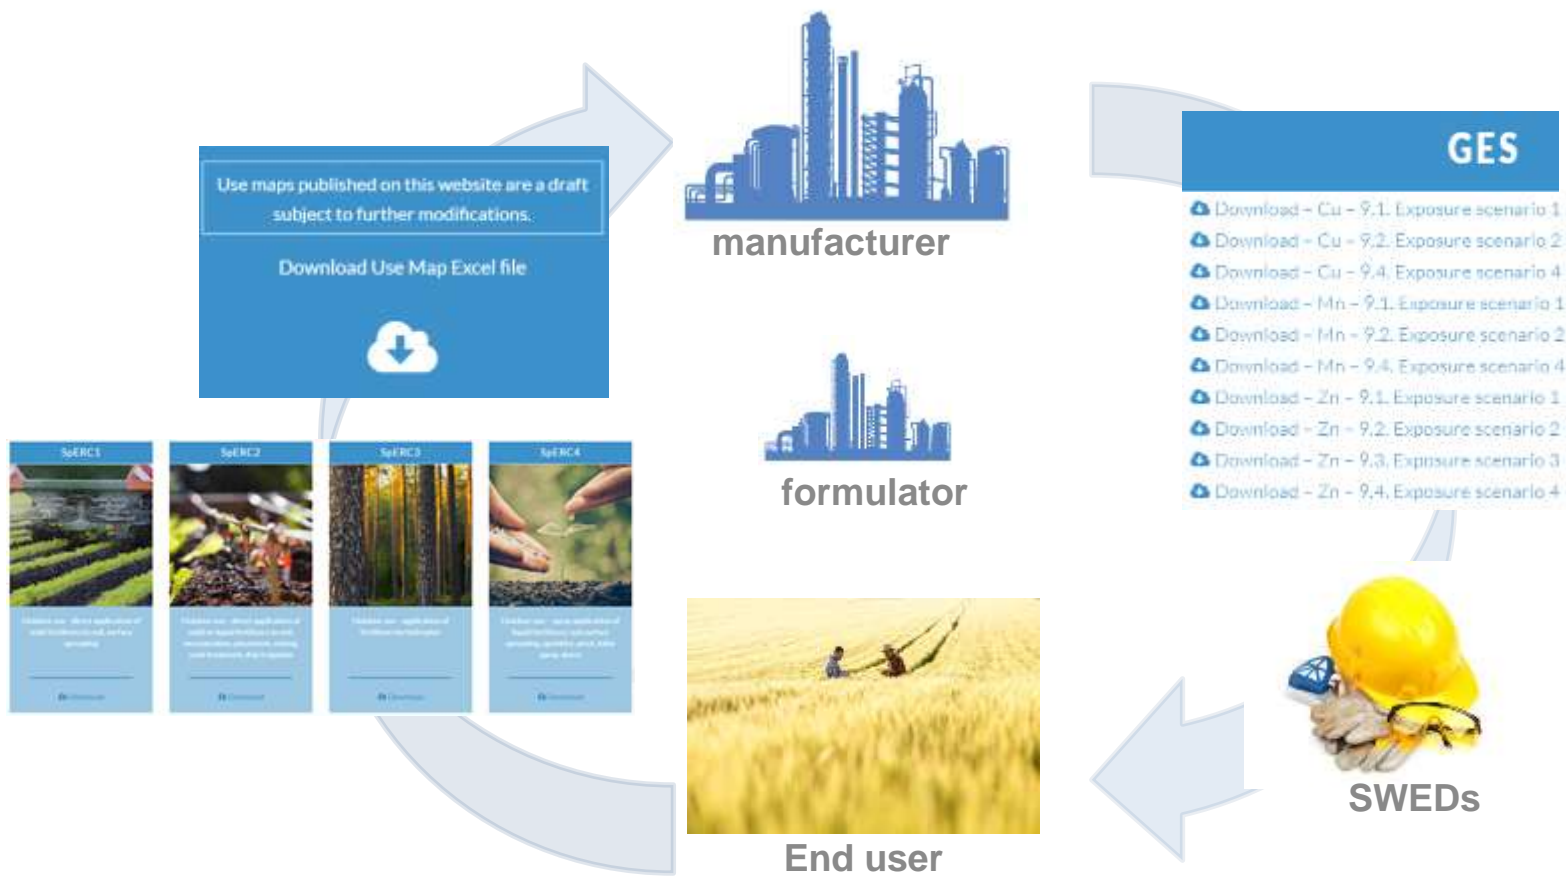 Use maps published on this website are a draft
subject to further modifications.
Download Use Map Excel file
manufacturer
GES
Download – Cu – 9.1. Exposure scenario 1
Download – Cu – 9.2. Exposure scenario 2
Download – Cu – 9.4. Exposure scenario 4
Download – Mn – 9.1. Exposure scenario 1
Download – Mn – 9.2. Exposure scenario 2
Download – Mn – 9.4. Exposure scenario 4
Download – Zn – 9.1. Exposure scenario 1
Download – Zn – 9.2. Exposure scenario 2
Download – Zn – 9.3. Exposure scenario 3
Download – Zn – 9.4. Exposure scenario 4
formulator
SpERC1
SpERC2
SpERC3
SpERC4
Download
Download
Download
Download
SWEDs
End user